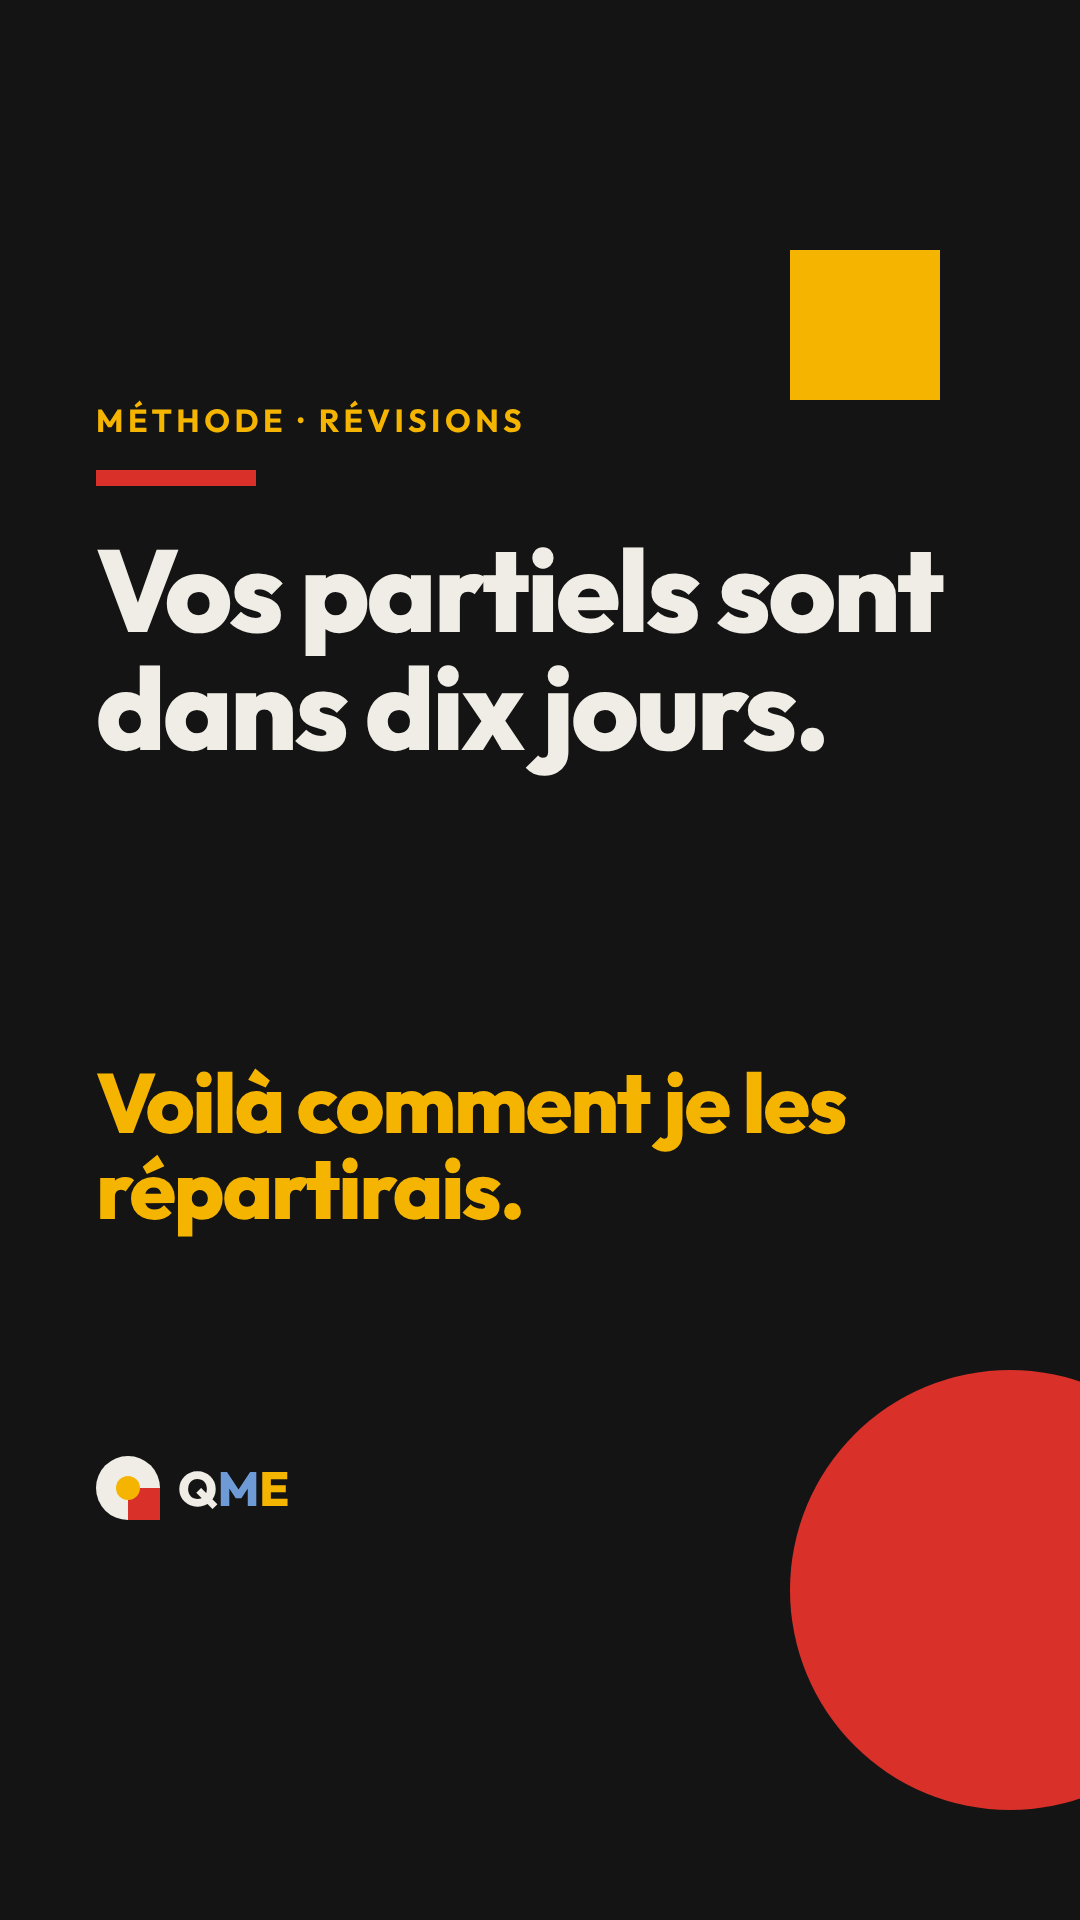 MÉTHODE · RÉVISIONS
Vos partiels sont
dans dix jours.
Voilà comment je les
répartirais.
QME